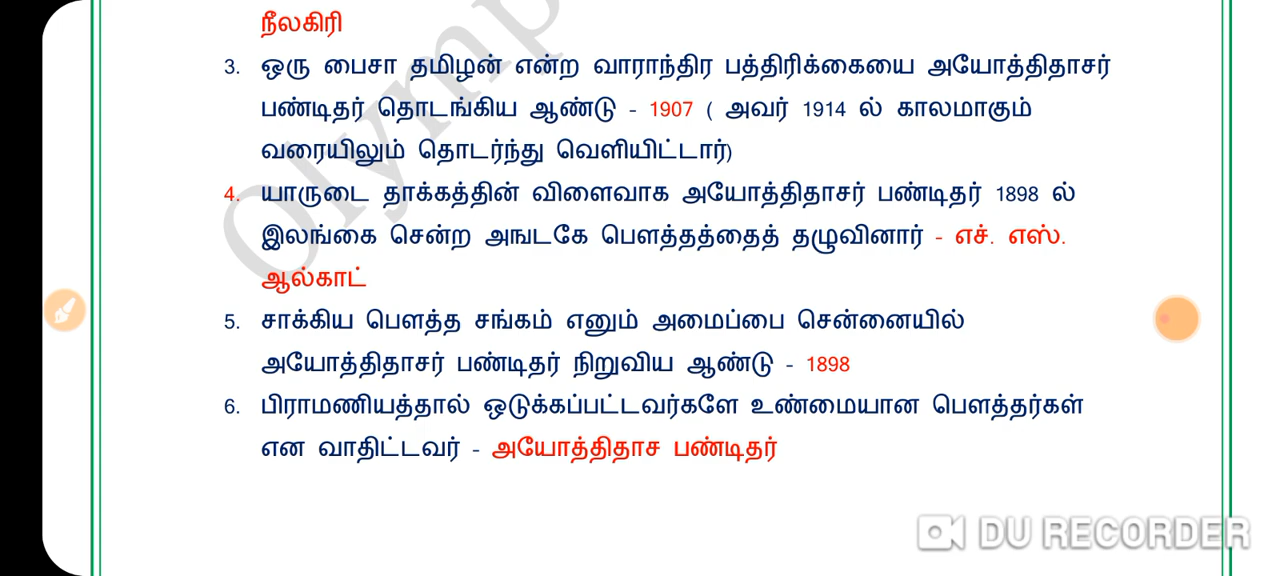 நீலகிரி
3. ஒரு பைசா தமிழன் என்ற வாராந்திர பத்திரிக்கையை அயோத்திதாசர்
பண்டிதர் தொடங்கிய ஆண்டு - 1907 ( அவர் 1914 ல் காலமாகும்
வரையிலும் தொடர்ந்து வெளியிட்டார்)
4. யாருடை தாக்கத்தின் விளைவாக அயோத்திதாசர் பண்டிதர் 1898 ல்
இலங்கை சென்ற அஙடகே பௌத்தத்தைத் தழுவினார் - எச். எஸ்.
ஆல்காட்
5. சாக்கிய பௌத்த சங்கம் எனும் அமைப்பை சென்னையில்
அயோத்திதாசர் பண்டிதர் நிறுவிய ஆண்டு - 1898
6. பிராமணியத்தால் ஒடுக்கப்பட்டவர்களே உண்மையான பௌத்தர்கள்
என வாதிட்டவர் - அயோத்திதாச பண்டிதர்
Olymp
DU RECORDER